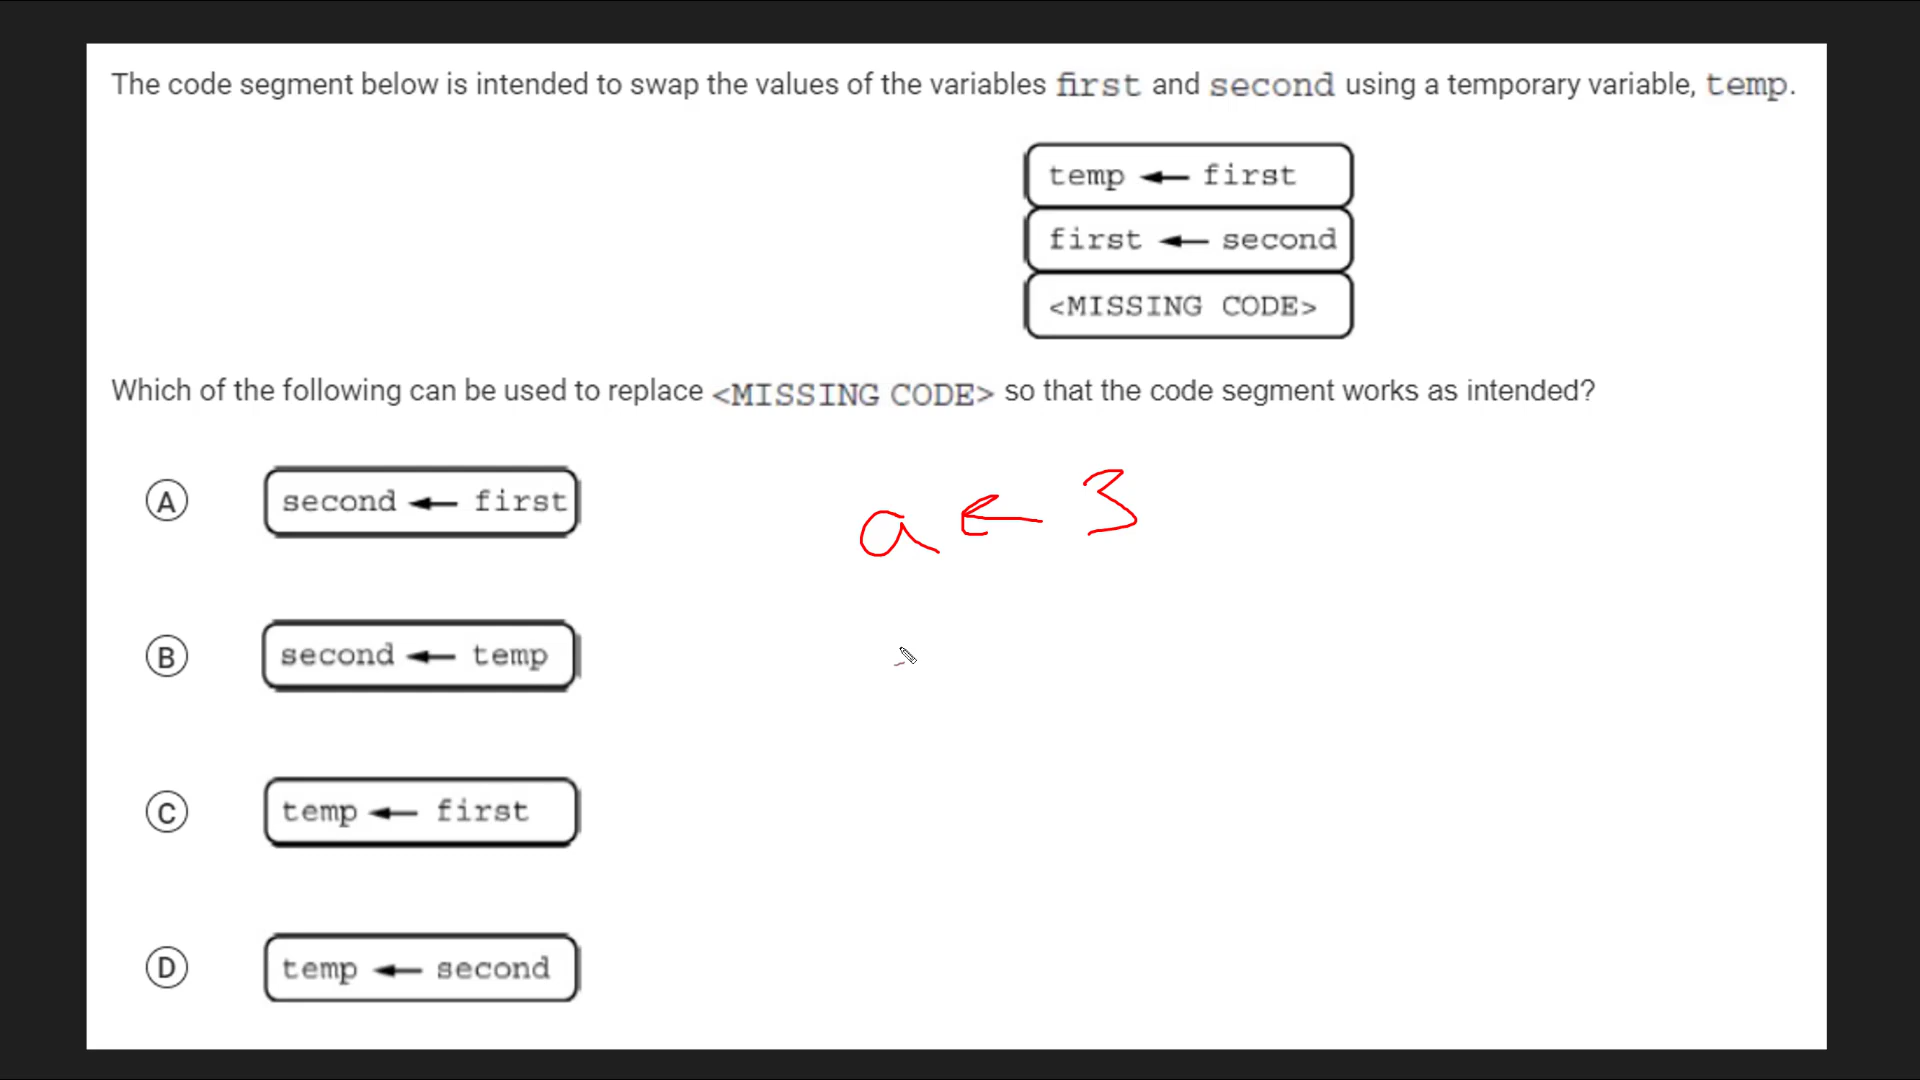 The code segment below is intended to swap the values of the variables first and second using a temporary variable, temp.
temp ← first
first ← second
<MISSING CODE>
Which of the following can be used to replace <MISSING CODE> so that the code segment works as intended?
A second ← first
a ← 3
B second ← temp
C temp ← first
D temp ← second